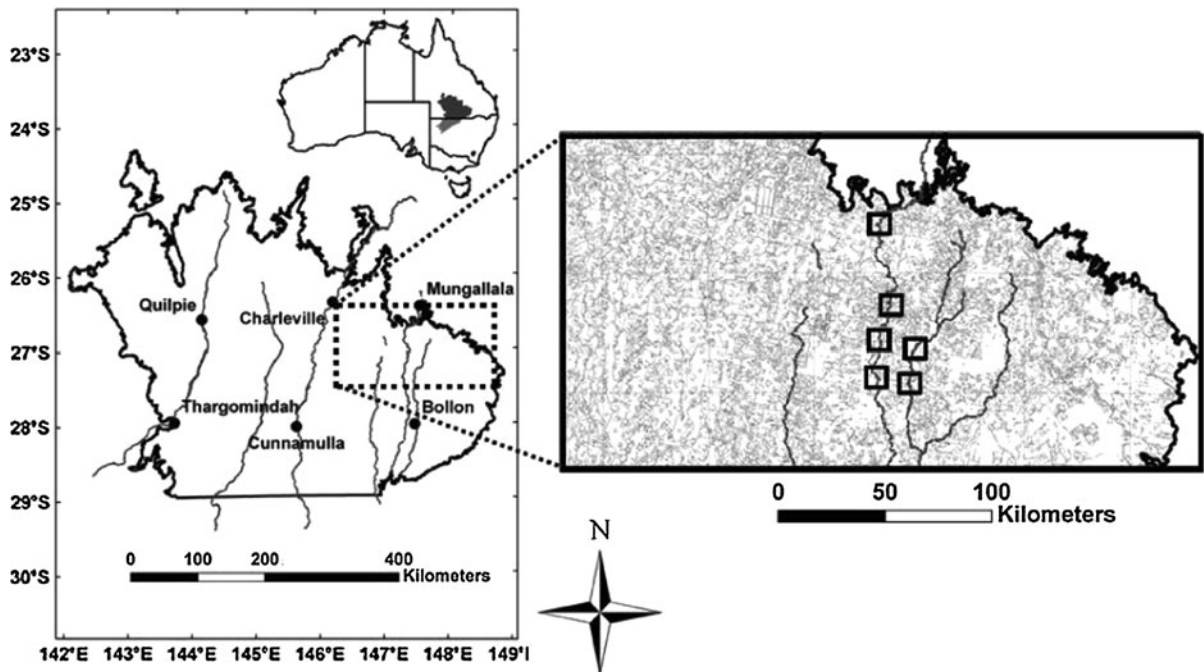 23°S
24°S
25°S
26°S
27°S
28°S
29°S
30°S
Quilpie
Charleville
Mungallala
Thargomindah
Cunnamulla
Bollon
0 100 200 400
Kilometers
142°E 143°E 144°E 145°E 146°E 147°E 148°E 149°I
0 50 100
Kilometers
N